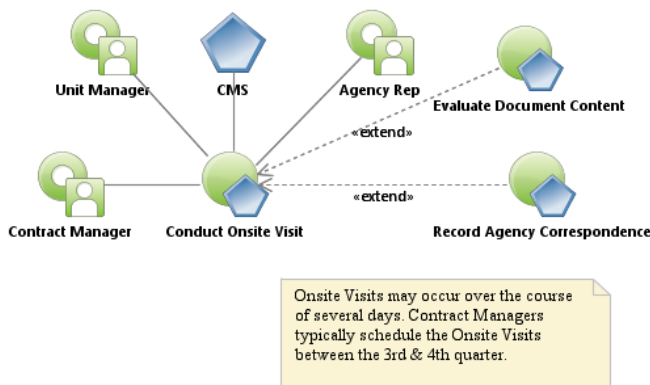 Unit Manager
CMS
Agency Rep
Evaluate Document Content
«extend»
«extend»
Contract Manager
Conduct Onsite Visit
Record Agency Correspondence
Onsite Visits may occur over the course
of several days. Contract Managers
typically schedule the Onsite Visits
between the 3rd & 4th quarter.